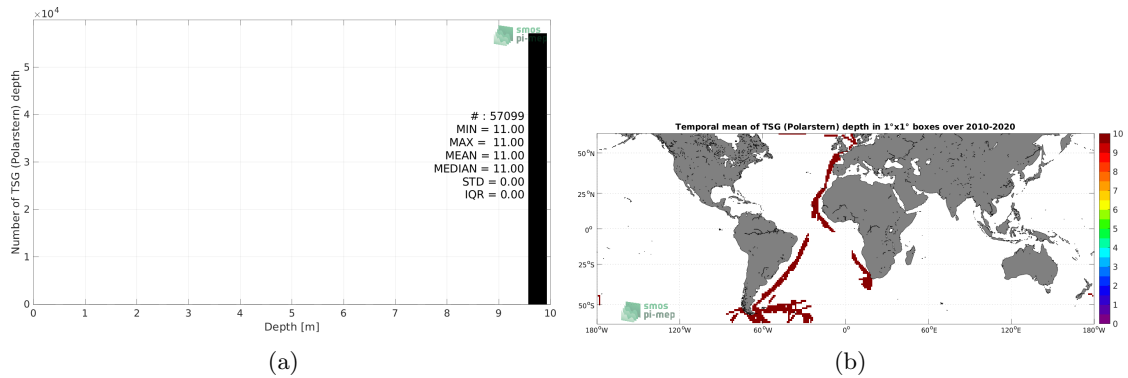 ×10⁴
smos
pi-mep
5
4
3
2
1
0
Number of TSG (Polarstern) depth
# : 57099
MIN = 11.00
MAX = 11.00
MEAN = 11.00
MEDIAN = 11.00
STD = 0.00
IQR = 0.00
0 1 2 3 4 5 6 7 8 9 10
Depth [m]
(a)
Temporal mean of TSG (Polarstern) depth in 1°x1° boxes over 2010-2020
50°N
25°N
0°
25°S
50°S
180°W 120°W 60°W 0° 60°E 120°E 180°E
smos
pi-mep
10
9
8
7
6
5
4
3
2
1
0
(b)